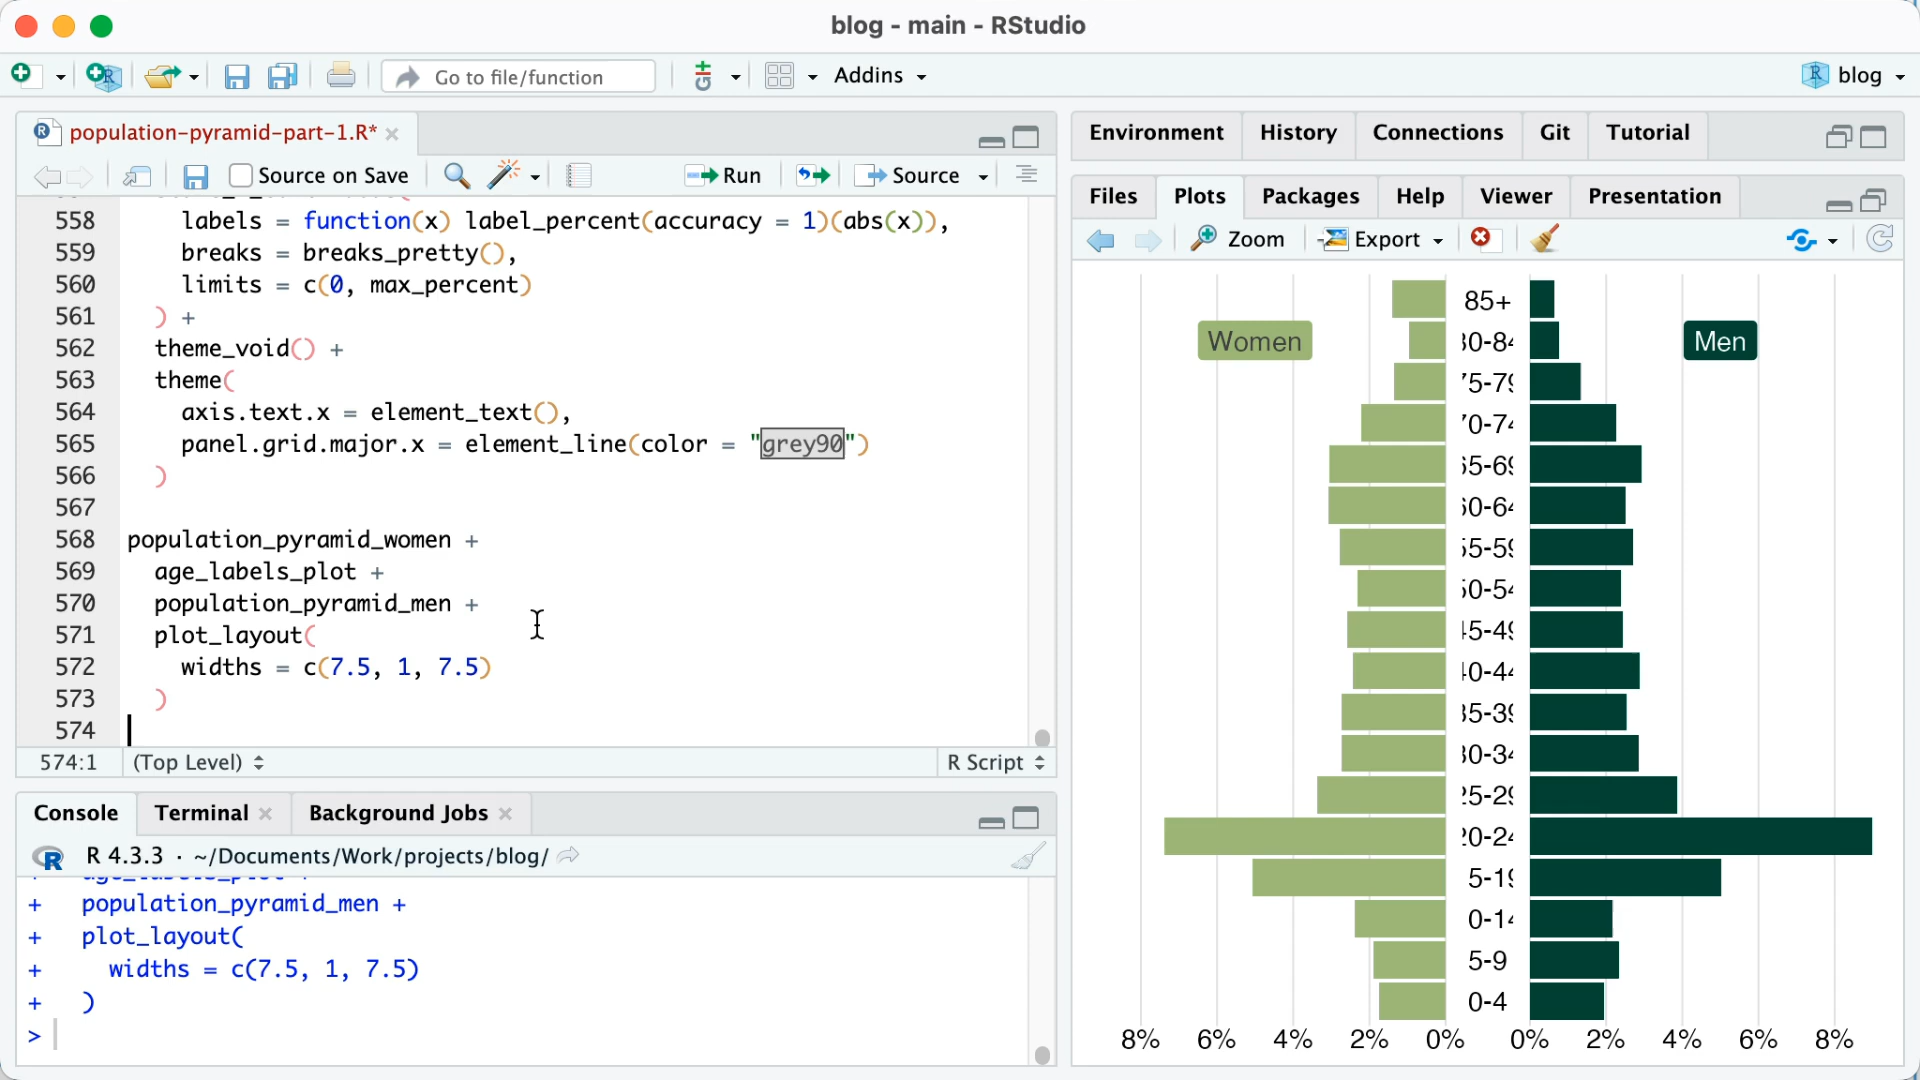 blog - main - RStudio
Go to file/function
Addins
blog
population-pyramid-part-1.R*
Source on Save
Run
Source
558 labels = function(x) label_percent(accuracy = 1)(abs(x)),
559 breaks = breaks_pretty(),
560 limits = c(0, max_percent)
561 ) +
562 theme_void() +
563 theme(
564 axis.text.x = element_text(),
565 panel.grid.major.x = element_line(color = "grey90")
566 )
567
568 population_pyramid_women +
569 age_labels_plot +
570 population_pyramid_men +
571 plot_layout(
572 widths = c(7.5, 1, 7.5)
573 )
574
574:1 (Top Level) R Script
Console Terminal Background Jobs
R 4.3.3 · ~/Documents/Work/projects/blog/
+ population_pyramid_men +
+ plot_layout(
+ widths = c(7.5, 1, 7.5)
+ )
>
Environment History Connections Git Tutorial
Files Plots Packages Help Viewer Presentation
Zoom Export
85+
Women
Men
5-9
0-4
8% 6% 4% 2% 0% 0% 2% 4% 6% 8%